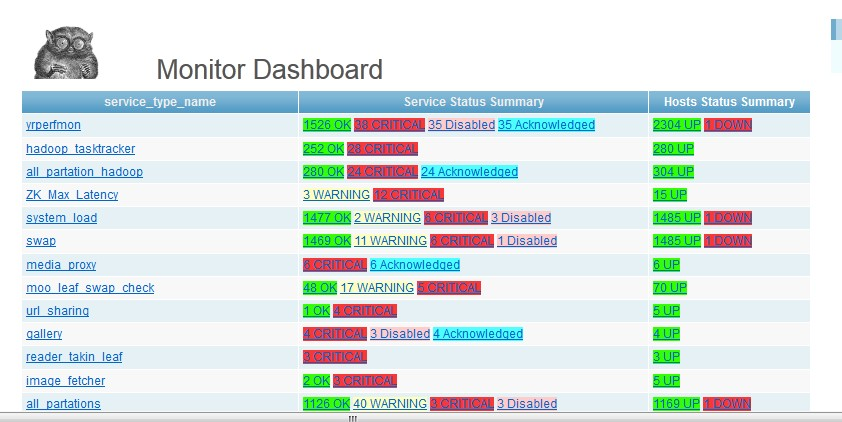 Monitor Dashboard
service_type_name Service Status Summary Hosts Status Summary
vrperfmon 1526 OK 38 CRITICAL 35 Disabled 35 Acknowledged 2304 UP 1 DOWN
hadoop_tasktracker 252 OK 28 CRITICAL 280 UP
all_partation_hadoop 280 OK 24 CRITICAL 24 Acknowledged 304 UP
ZK_Max_Latency 3 WARNING 12 CRITICAL 15 UP
system_load 1477 OK 2 WARNING 6 CRITICAL 3 Disabled 1485 UP 1 DOWN
swap 1469 OK 11 WARNING 6 CRITICAL 1 Disabled 1485 UP 1 DOWN
media_proxy 6 CRITICAL 6 Acknowledged 6 UP
moo_leaf_swap_check 48 OK 17 WARNING 5 CRITICAL 70 UP
url_sharing 1 OK 4 CRITICAL 5 UP
gallery 4 CRITICAL 3 Disabled 4 Acknowledged 4 UP
reader_takin_leaf 3 CRITICAL 3 UP
image_fetcher 2 OK 3 CRITICAL 5 UP
all_partations 1126 OK 40 WARNING 3 CRITICAL 3 Disabled 1169 UP 1 DOWN